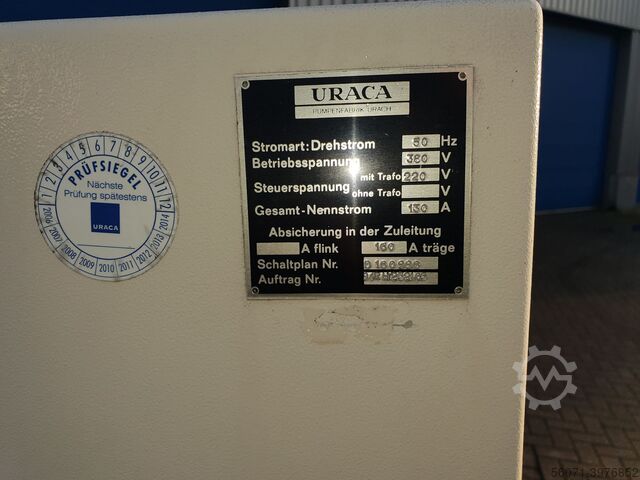 PRÜFSIEGEL
Nächste
Prüfung spätestens
URACA
1 2 3 4 5 6 7 8 9 10 11 12
2006 2007 2008 2009 2010 2011 2012 2013 2014
URACA
PUMPENFABRIK URACH
Stromart: Drehstrom 50 Hz
Betriebsspannung 380 V
mit Trafo 220 V
Steuerspannung
ohne Trafo V
Gesamt-Nennstrom 130 A
Absicherung in der Zuleitung
A flink 160 A träge
Schaltplan Nr.
Auftrag Nr.
56071.3976852